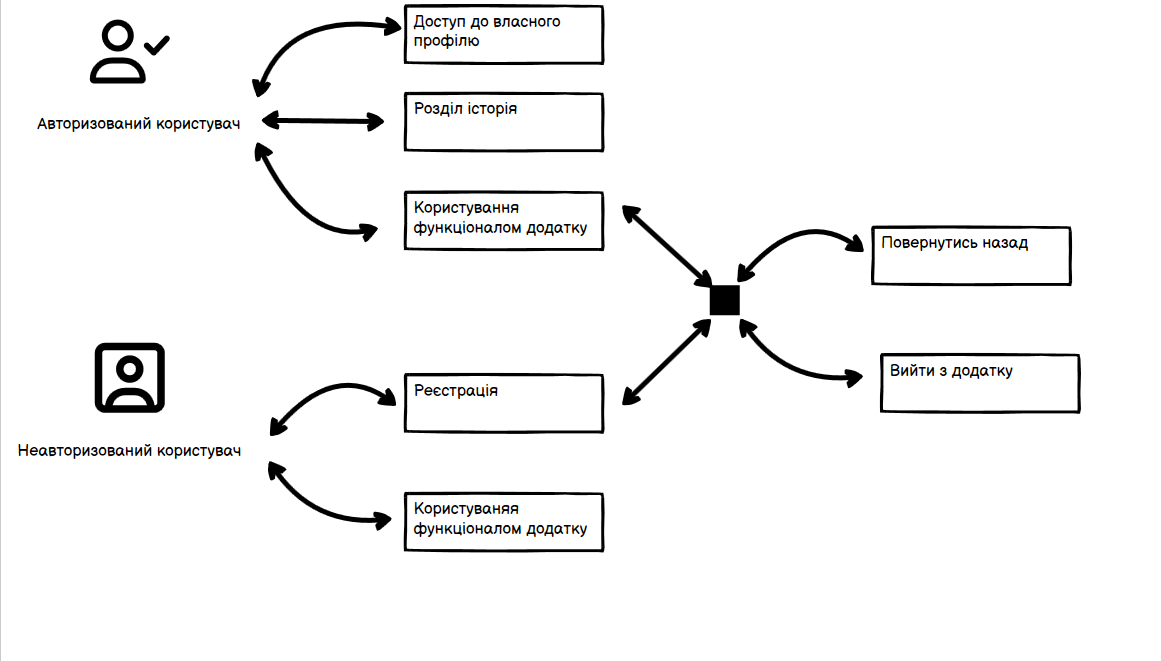 Доступ до власного
профілю
Авторизований користувач
Розділ історія
Користування
функціоналом додатку
Повернутись назад
Вийти з додатку
Реєстрація
Неавторизований користувач
Користуваняя
функціоналом додатку